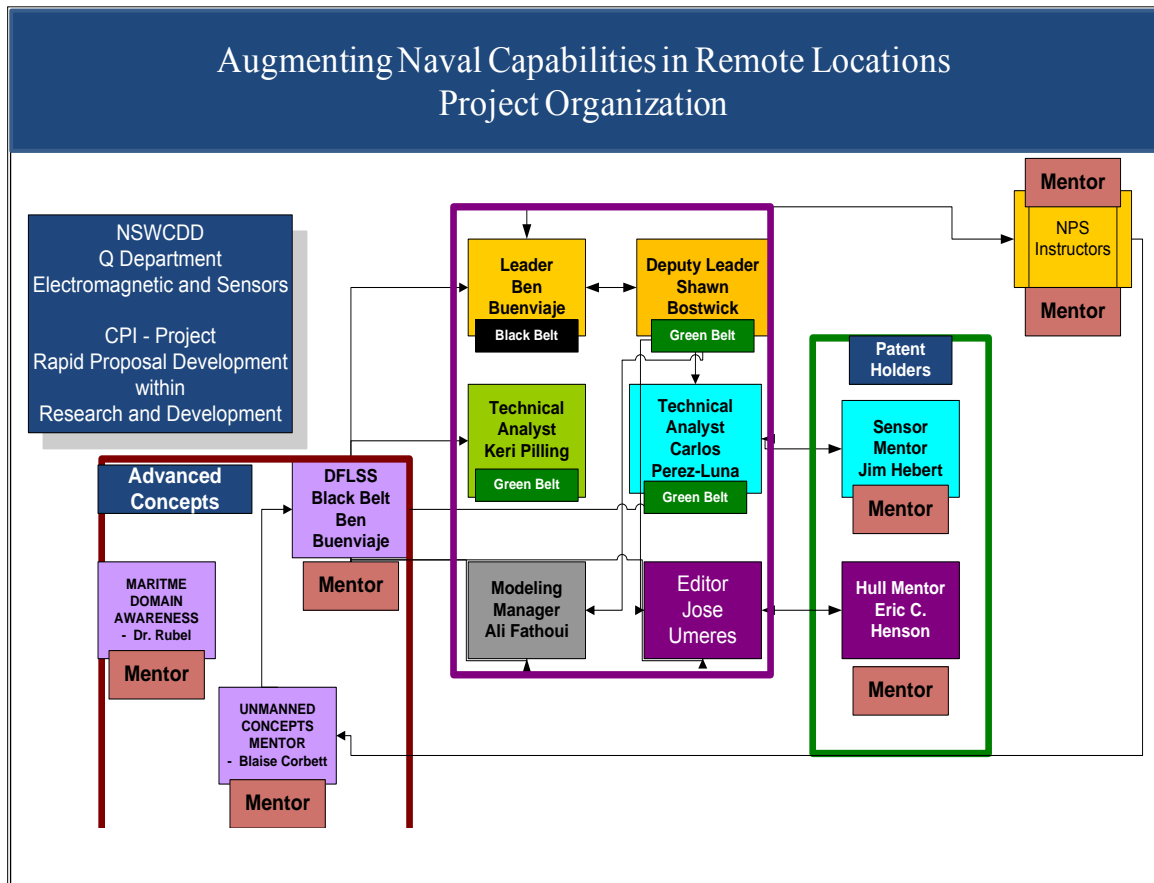 Augmenting Naval Capabilities in Remote Locations
Project Organization
NSWCDD
Q Department
Electromagnetic and Sensors
CPI - Project
Rapid Proposal Development
within
Research and Development
Mentor
NPS
Instructors
Mentor
Leader
Ben
Buenviaje
Black Belt
Deputy Leader
Shawn
Bostwick
Green Belt
Technical
Analyst
Keri Pilling
Green Belt
Technical
Analyst
Carlos
Perez-Luna
Green Belt
Modeling
Manager
Ali Fathoui
Editor
Jose
Umeres
Patent
Holders
Sensor
Mentor
Jim Hebert
Mentor
Hull Mentor
Eric C.
Henson
Mentor
Advanced
Concepts
DFLSS
Black Belt
Ben
Buenviaje
Mentor
MARITME
DOMAIN
AWARENESS
- Dr. Rubel
Mentor
UNMANNED
CONCEPTS
MENTOR
- Blaise Corbett
Mentor